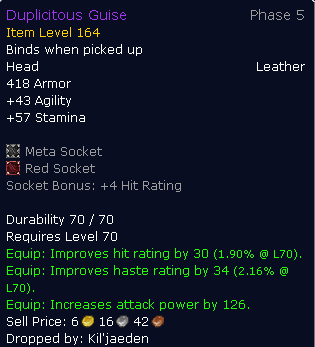 Duplicitous Guise Phase 5
Item Level 164
Binds when picked up
Head Leather
418 Armor
+43 Agility
+57 Stamina
Meta Socket
Red Socket
Socket Bonus: +4 Hit Rating
Durability 70 / 70
Requires Level 70
Equip: Improves hit rating by 30 (1.90% @ L70).
Equip: Improves haste rating by 34 (2.16% @
L70).
Equip: Increases attack power by 126.
Sell Price: 6 16 42
Dropped by: Kil'jaeden